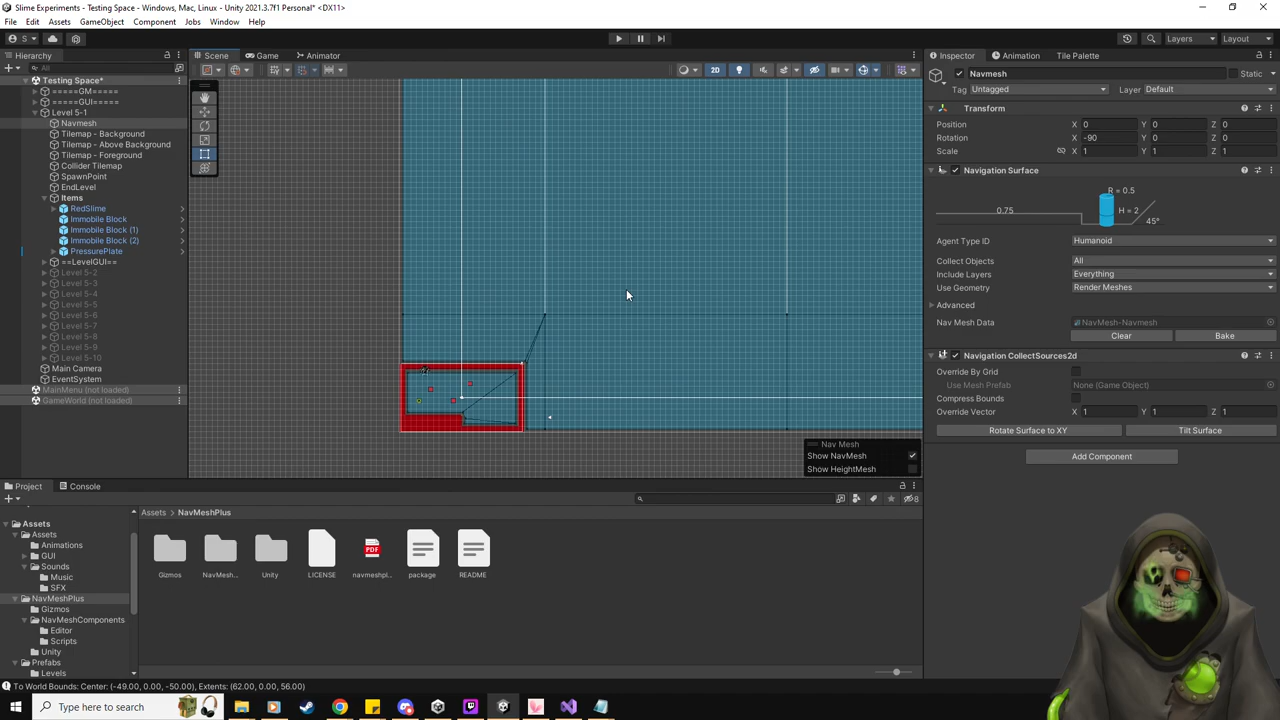 Slime Experiments - Testing Space - Windows, Mac, Linux - Unity 2021.3.7f1 Personal* <DX11>
File Edit Assets GameObject Component Jobs Window Help
S Layers Layout
Hierarchy Scene Game Animator Inspector Animation Tile Palette
All 2D Navmesh Static
Testing Space*
=====GM=====
=====GUI=====
Level 5-1
Navmesh
Tilemap - Background
Tilemap - Above Background
Tilemap - Foreground
Collider Tilemap
SpawnPoint
EndLevel
Items
RedSlime
Immobile Block
Immobile Block (1)
Immobile Block (2)
PressurePlate
==LevelGUI==
Level 5-2
Level 5-3
Level 5-4
Level 5-5
Level 5-6
Level 5-7
Level 5-8
Level 5-9
Level 5-10
Main Camera
EventSystem
MainMenu (not loaded)
GameWorld (not loaded)
Tag Untagged Layer Default
Transform
Position X 0 Y 0 Z 0
Rotation X -90 Y 0 Z 0
Scale X 1 Y 1 Z 1
Navigation Surface
R = 0.5
0.75 H = 2
45°
Agent Type ID Humanoid
Collect Objects All
Include Layers Everything
Use Geometry Render Meshes
Advanced
Nav Mesh Data NavMesh-Navmesh
Clear Bake
Navigation CollectSources2d
Override By Grid
Use Mesh Prefab None (Game Object)
Compress Bounds
Override Vector X 1 Y 1 Z 1
Rotate Surface to XY Tilt Surface
Add Component
Nav Mesh
Show NavMesh
Show HeightMesh
Project Console
8
Assets
Assets
Animations
GUI
Sounds
Music
SFX
NavMeshPlus
Gizmos
NavMeshComponents
Editor
Scripts
Unity
Prefabs
Levels
Assets > NavMeshPlus
PDF
Gizmos NavMesh... Unity LICENSE navmeshpl... package README
To World Bounds: Center: (-49.00, 0.00, -50.00), Extents: (62.00, 0.00, 56.00)
Type here to search